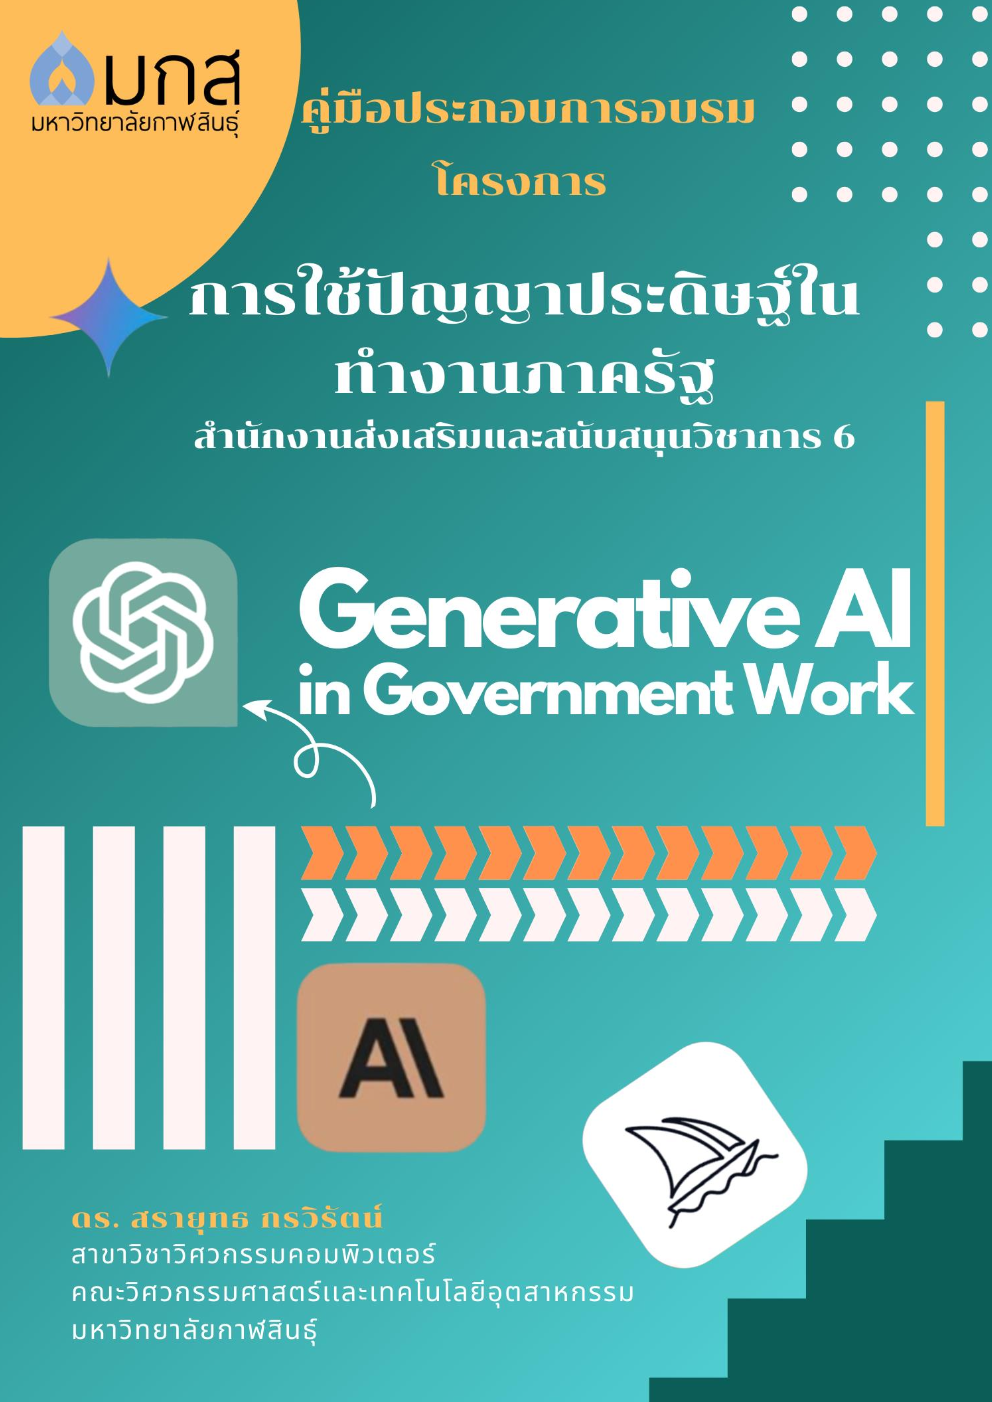 มกส
มหาวิทยาลัยกาฬสินธุ์
คู่มือประกอบการอบรม
โครงการ
การใช้ปัญญาประดิษฐ์ใน
ทำงานภาครัฐ
สำนักงานส่งเสริมและสนับสนุนวิชาการ 6
Generative AI
in Government Work
AI
ดร. สรายุทธ กรวิรัตน์
สาขาวิชาวิศวกรรมคอมพิวเตอร์
คณะวิศวกรรมศาสตร์และเทคโนโลยีอุตสาหกรรม
มหาวิทยาลัยกาฬสินธุ์